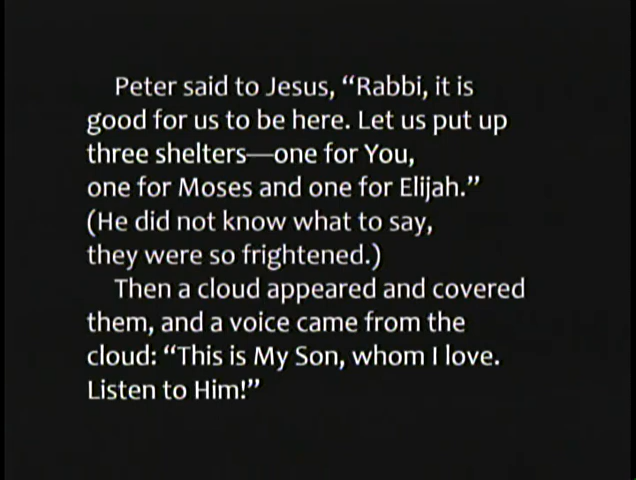 Peter said to Jesus, “Rabbi, it is
good for us to be here. Let us put up
three shelters—one for You,
one for Moses and one for Elijah.”
(He did not know what to say,
they were so frightened.)
Then a cloud appeared and covered
them, and a voice came from the
cloud: “This is My Son, whom I love.
Listen to Him!”